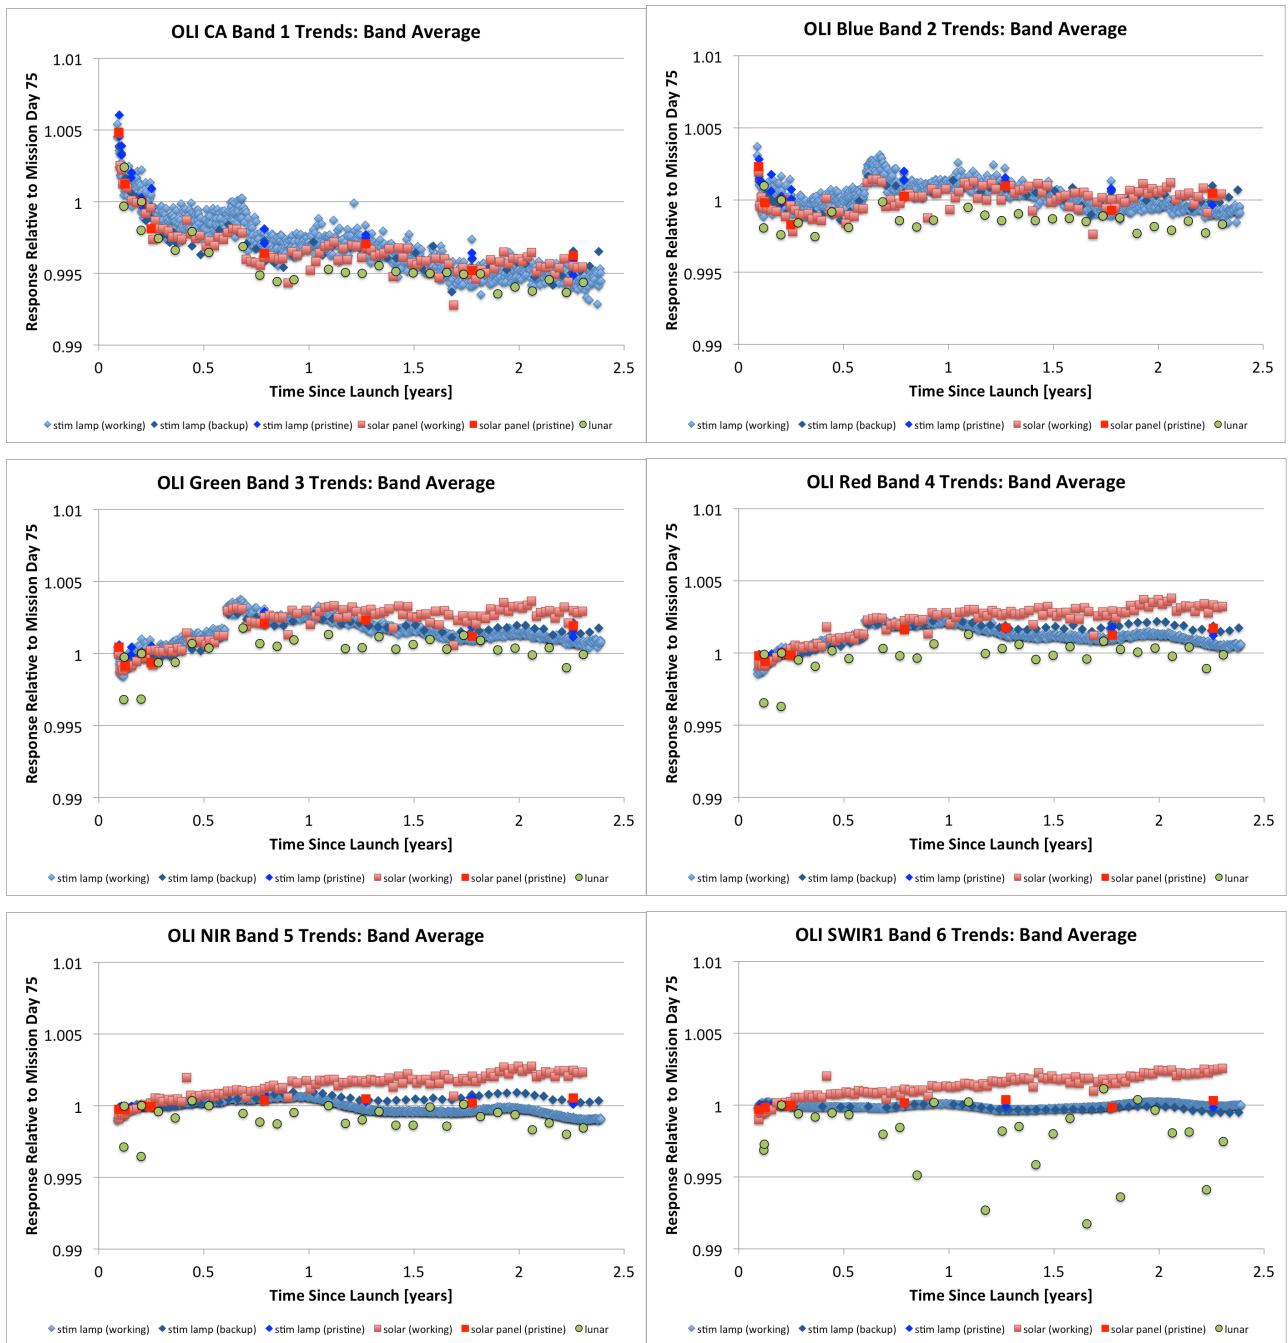 OLI CA Band 1 Trends: Band Average
Response Relative to Mission Day 75
1.01
1.005
1
0.995
0.99
0 0.5 1 1.5 2 2.5
Time Since Launch [years]
stim lamp (working) stim lamp (backup) stim lamp (pristine) solar panel (working) solar panel (pristine) lunar
OLI Blue Band 2 Trends: Band Average
Response Relative to Mission Day 75
1.01
1.005
1
0.995
0.99
0 0.5 1 1.5 2 2.5
Time Since Launch [years]
stim lamp (working) stim lamp (backup) stim lamp (pristine) solar (working) solar panel (pristine) lunar
OLI Green Band 3 Trends: Band Average
Response Relative to Mission Day 75
1.01
1.005
1
0.995
0.99
0 0.5 1 1.5 2 2.5
Time Since Launch [years]
stim lamp (working) stim lamp (backup) stim lamp (pristine) solar (working) solar panel (pristine) lunar
OLI Red Band 4 Trends: Band Average
Response Relative to Mission Day 75
1.01
1.005
1
0.995
0.99
0 0.5 1 1.5 2 2.5
Time Since Launch [years]
stim lamp (working) stim lamp (backup) stim lamp (pristine) solar (working) solar panel (pristine) lunar
OLI NIR Band 5 Trends: Band Average
Response Relative to Mission Day 75
1.01
1.005
1
0.995
0.99
0 0.5 1 1.5 2 2.5
Time Since Launch [years]
stim lamp (working) stim lamp (backup) stim lamp (pristine) solar (working) solar panel (pristine) lunar
OLI SWIR1 Band 6 Trends: Band Average
Response Relative to Mission Day 75
1.01
1.005
1
0.995
0.99
0 0.5 1 1.5 2 2.5
Time Since Launch [years]
stim lamp (working) stim lamp (backup) stim lamp (pristine) solar (working) solar panel (pristine) lunar